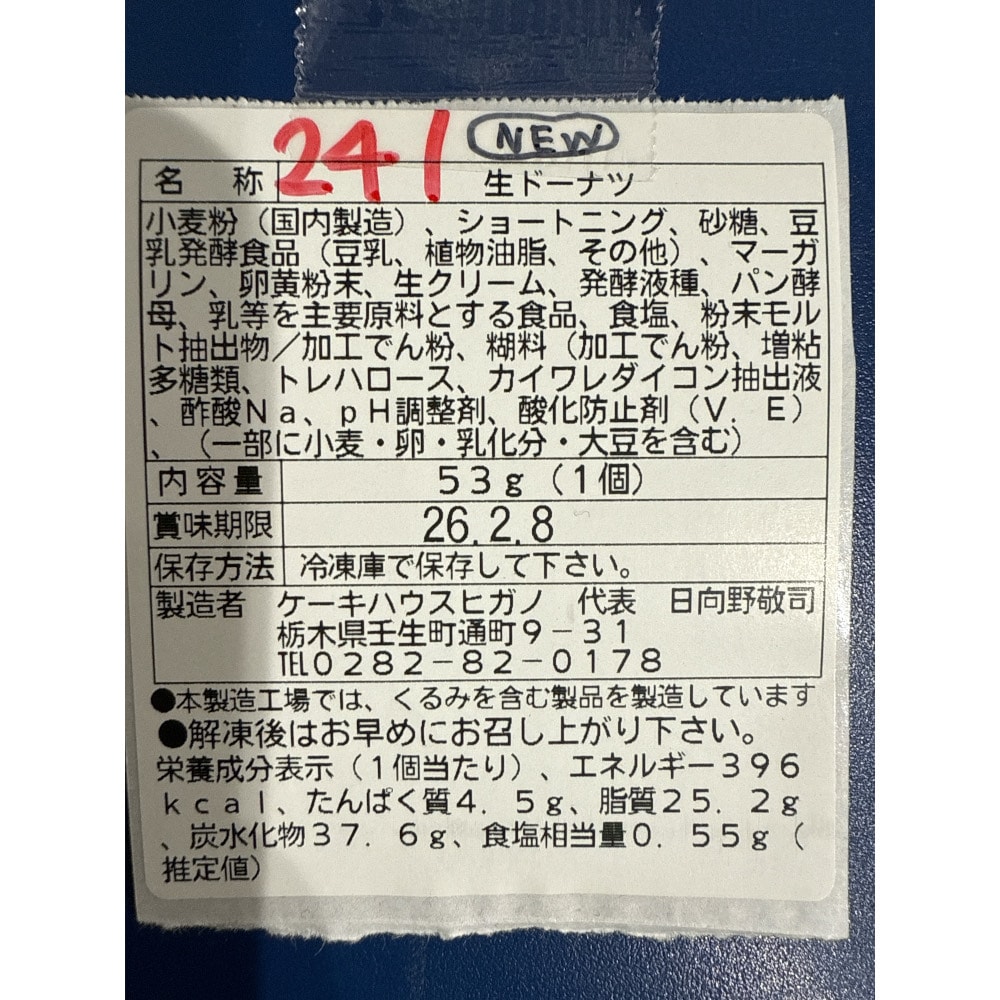 241 NEW
名称 生ドーナツ
小麦粉（国内製造）、ショートニング、砂糖、豆
乳発酵食品（豆乳、植物油脂、その他）、マーガ
リン、卵黄粉末、生クリーム、発酵液種、パン酵
母、乳等を主要原料とする食品、食塩、粉末モル
ト抽出物／加工でん粉、糊料（加工でん粉、増粘
多糖類、トレハロース、カイワレダイコン抽出液
、酢酸Ｎａ、ｐＨ調整剤、酸化防止剤（Ｖ．Ｅ）
、（一部に小麦・卵・乳化分・大豆を含む）
内容量 ５３ｇ（１個）
賞味期限 26.2.8
保存方法 冷凍庫で保存して下さい。
製造者 ケーキハウスヒガノ 代表 日向野敬司
栃木県壬生町通町９－３１
℡０２８２－８２－０１７８
●本製造工場では、くるみを含む製品を製造しています
●解凍後はお早めにお召し上がり下さい。
栄養成分表示（１個当たり）、エネルギー３９６
ｋｃａｌ、たんぱく質４．５ｇ、脂質２５．２ｇ
、炭水化物３７．６ｇ、食塩相当量０．５５ｇ（
推定値）